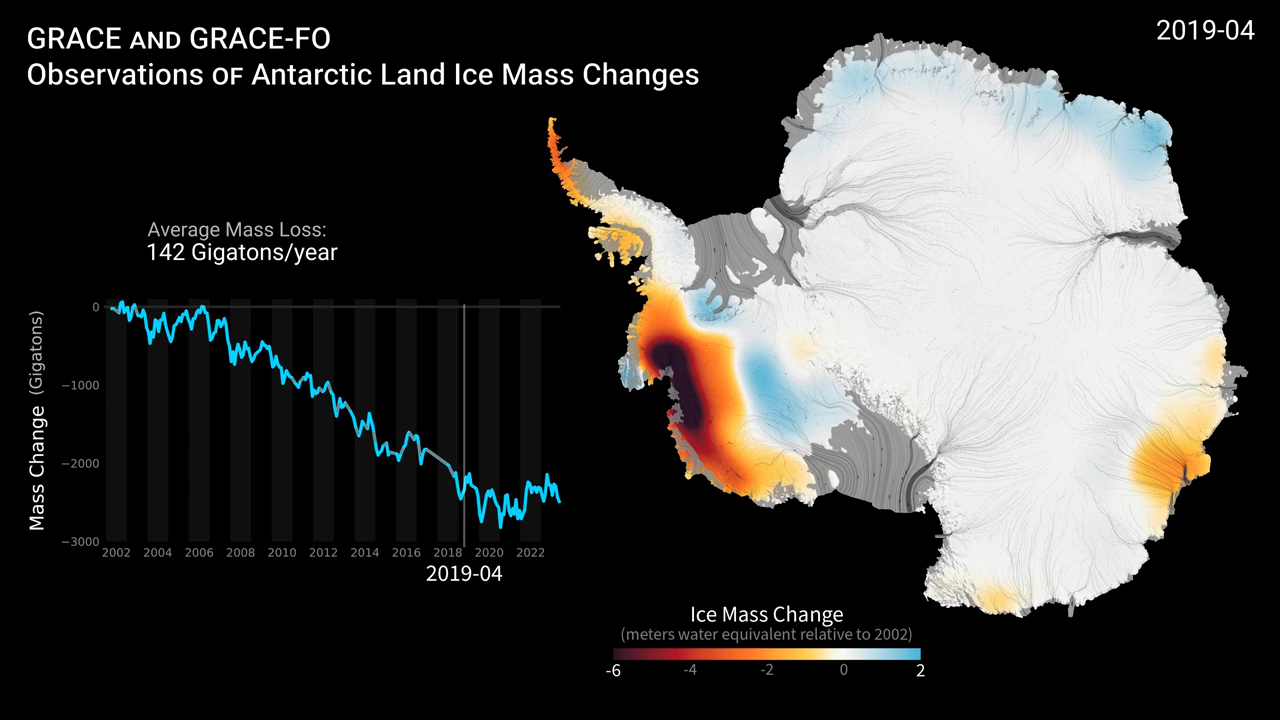 GRACE AND GRACE-FO
Observations OF Antarctic Land Ice Mass Changes
2019-04
Average Mass Loss:
142 Gigatons/year
Mass Change (Gigatons)
0
−1000
−2000
−3000
2002 2004 2006 2008 2010 2012 2014 2016 2018 2020 2022
2019-04
Ice Mass Change
(meters water equivalent relative to 2002)
-6 -4 -2 0 2